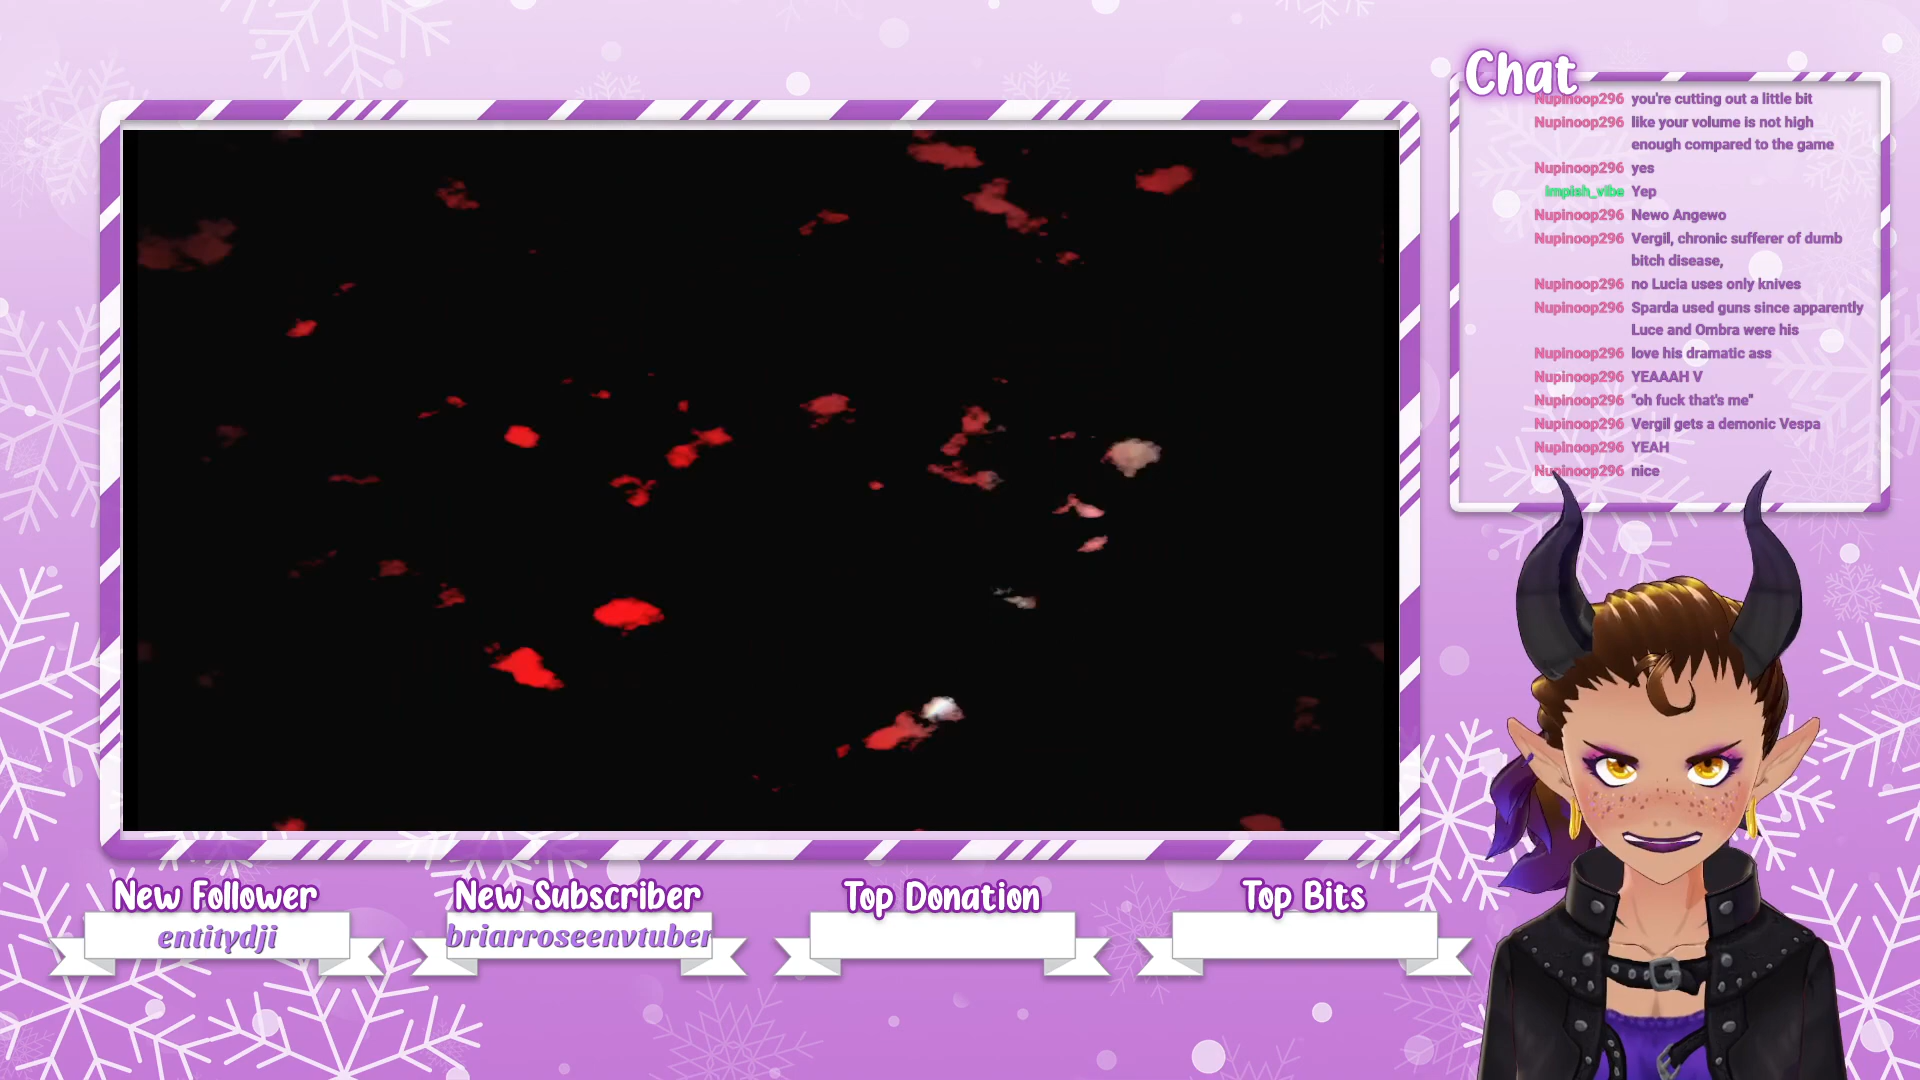 Chat
Nupinoop296 you're cutting out a little bit
Nupinoop296 like your volume is not high
enough compared to the game
Nupinoop296 yes
impish_vibe Yep
Nupinoop296 Newo Angewo
Nupinoop296 Vergil, chronic sufferer of dumb
bitch disease,
Nupinoop296 no Lucia uses only knives
Nupinoop296 Sparda used guns since apparently
Luce and Ombra were his
Nupinoop296 love his dramatic ass
Nupinoop296 YEAAAH V
Nupinoop296 "oh fuck that's me"
Nupinoop296 Vergil gets a demonic Vespa
Nupinoop296 YEAH
Nupinoop296 nice
New Follower
entitydji
New Subscriber
briarroseenvtuber
Top Donation
Top Bits